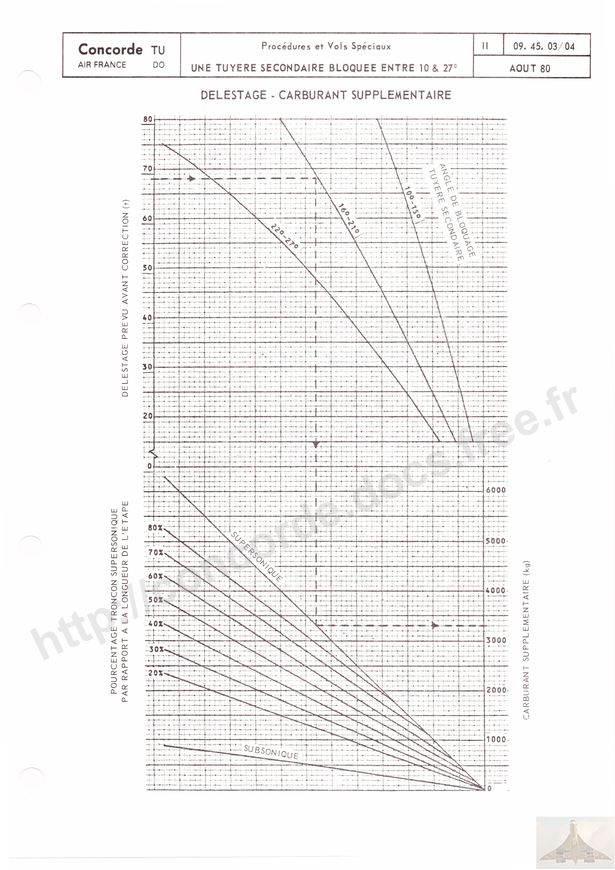 Concorde TU
AIR FRANCE DO
Procédures et Vols Spéciaux
UNE TUYERE SECONDAIRE BLOQUEE ENTRE 10 & 27°
II
09. 45. 03/04
AOUT 80
DELESTAGE - CARBURANT SUPPLEMENTAIRE
DELESTAGE PREVU AVANT CORRECTION (t)
80
70
60
50
40
30
20
0
ANGLE DE BLOQUAGE
TUYERE SECONDAIRE
10°-15°
16°-21°
22°-27°
POURCENTAGE TRONCON SUPERSONIQUE
PAR RAPPORT A LA LONGUEUR DE L'ETAPE
SUPERSONIQUE
80%
70%
60%
50%
40%
30%
20%
SUBSONIQUE
CARBURANT SUPPLEMENTAIRE (kg)
6000
5000
4000
3000
2000
1000
0
http://concorde.docs.free.fr